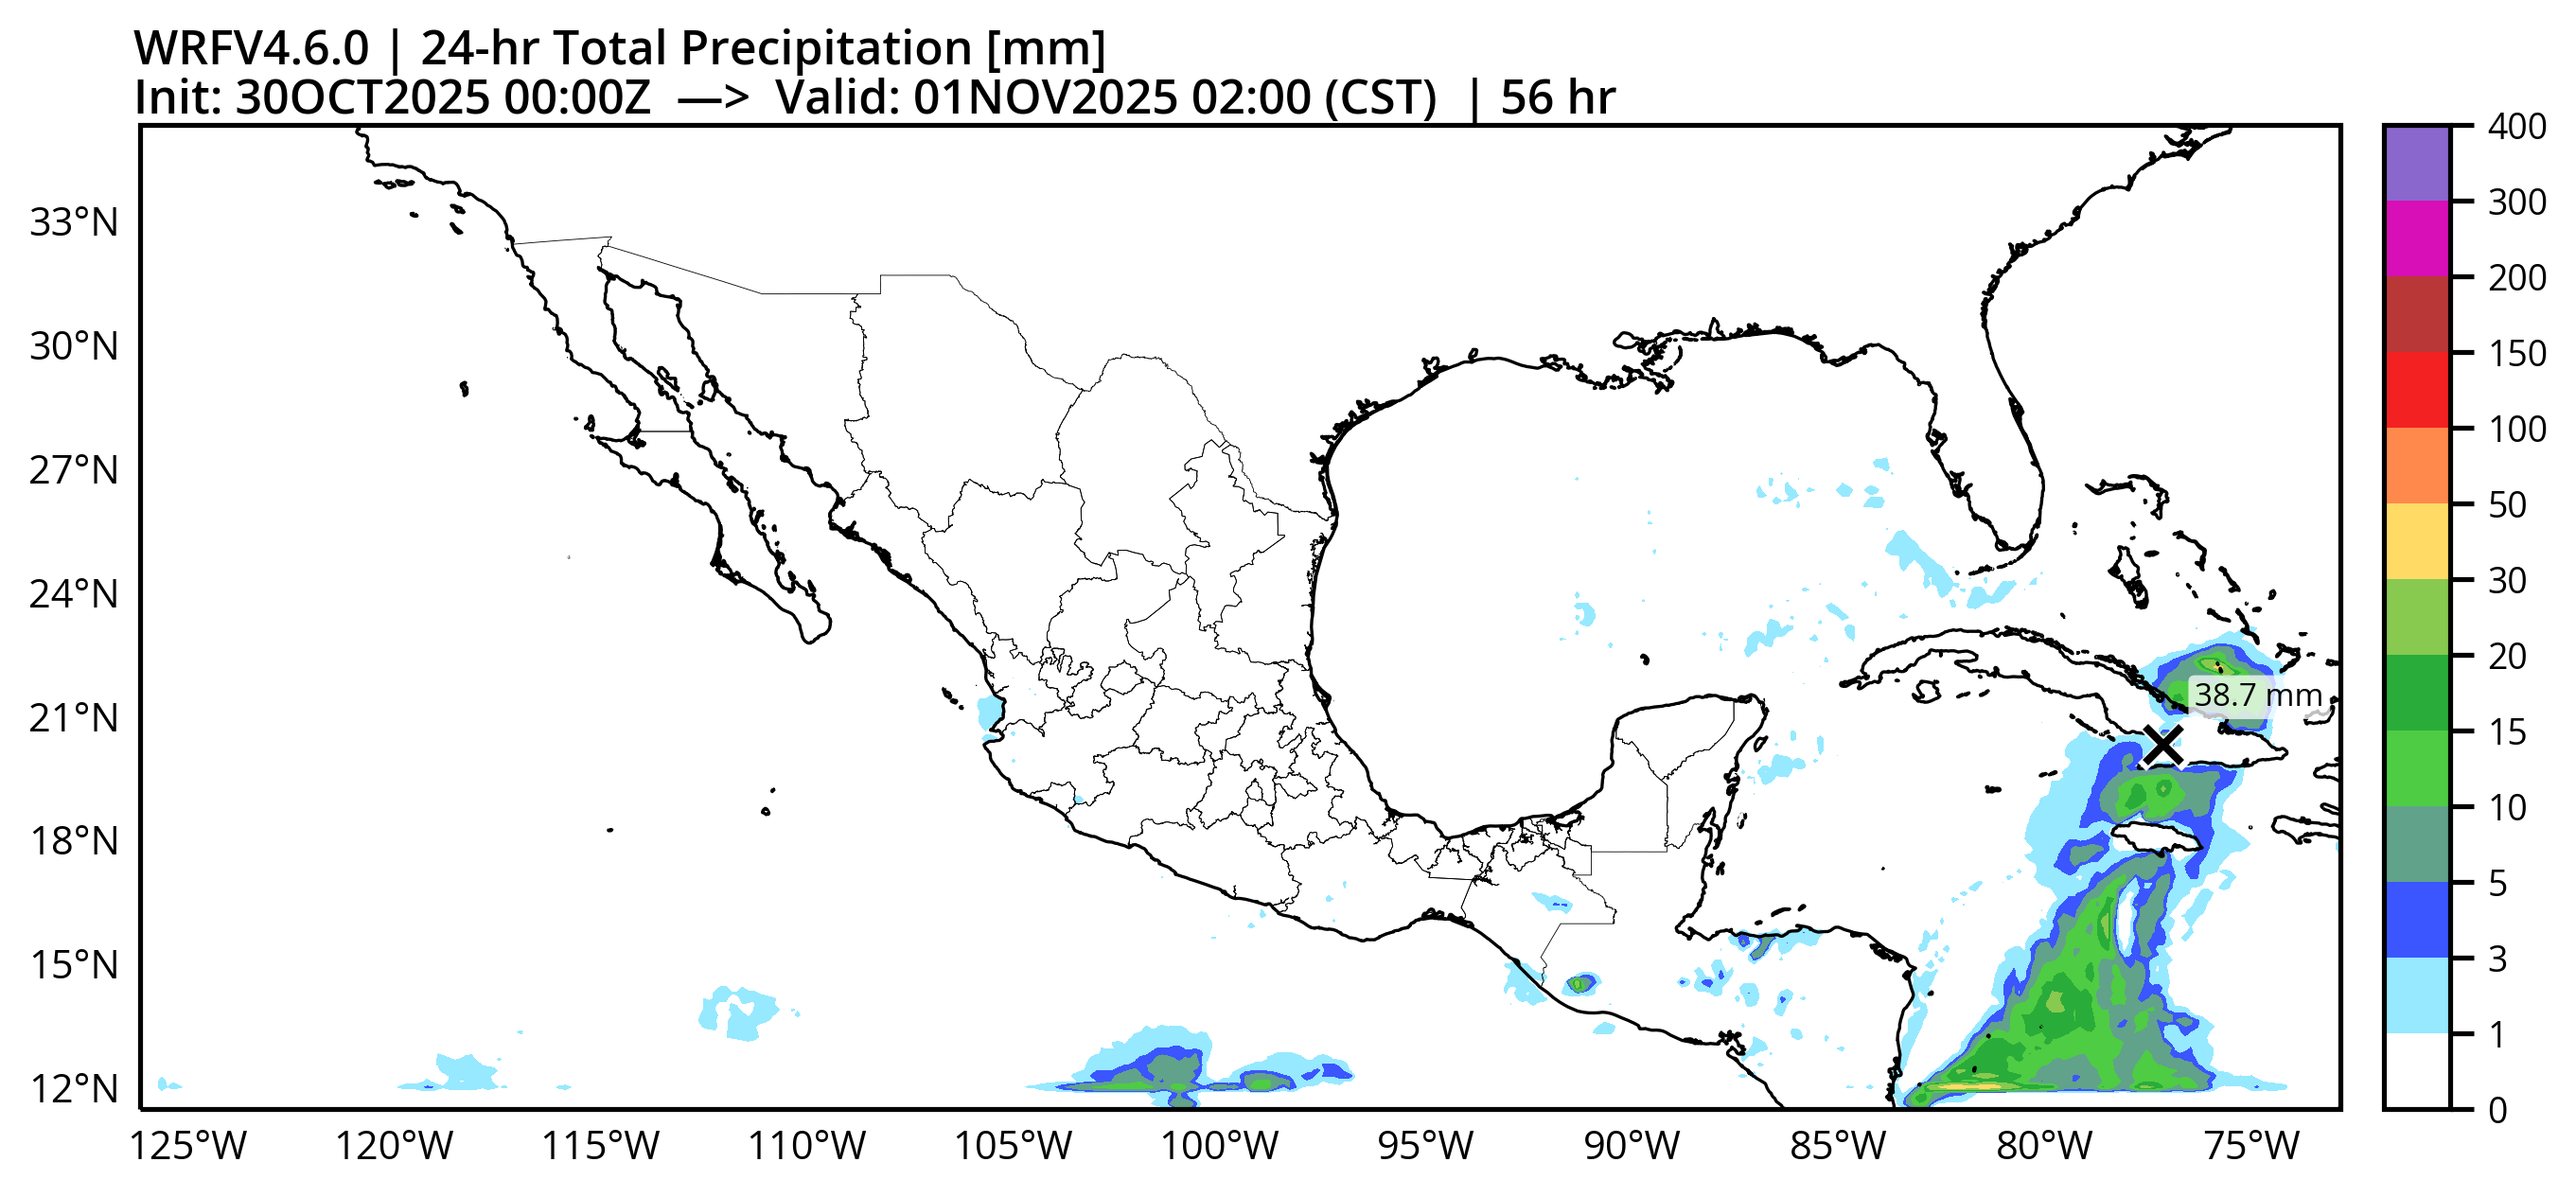 WRFV4.6.0 | 24-hr Total Precipitation [mm]
Init: 30OCT2025 00:00Z —> Valid: 01NOV2025 02:00 (CST) | 56 hr
33°N
30°N
27°N
24°N
21°N
18°N
15°N
12°N
125°W 120°W 115°W 110°W 105°W 100°W 95°W 90°W 85°W 80°W 75°W
38.7 mm
400
300
200
150
100
50
30
20
15
10
5
3
1
0